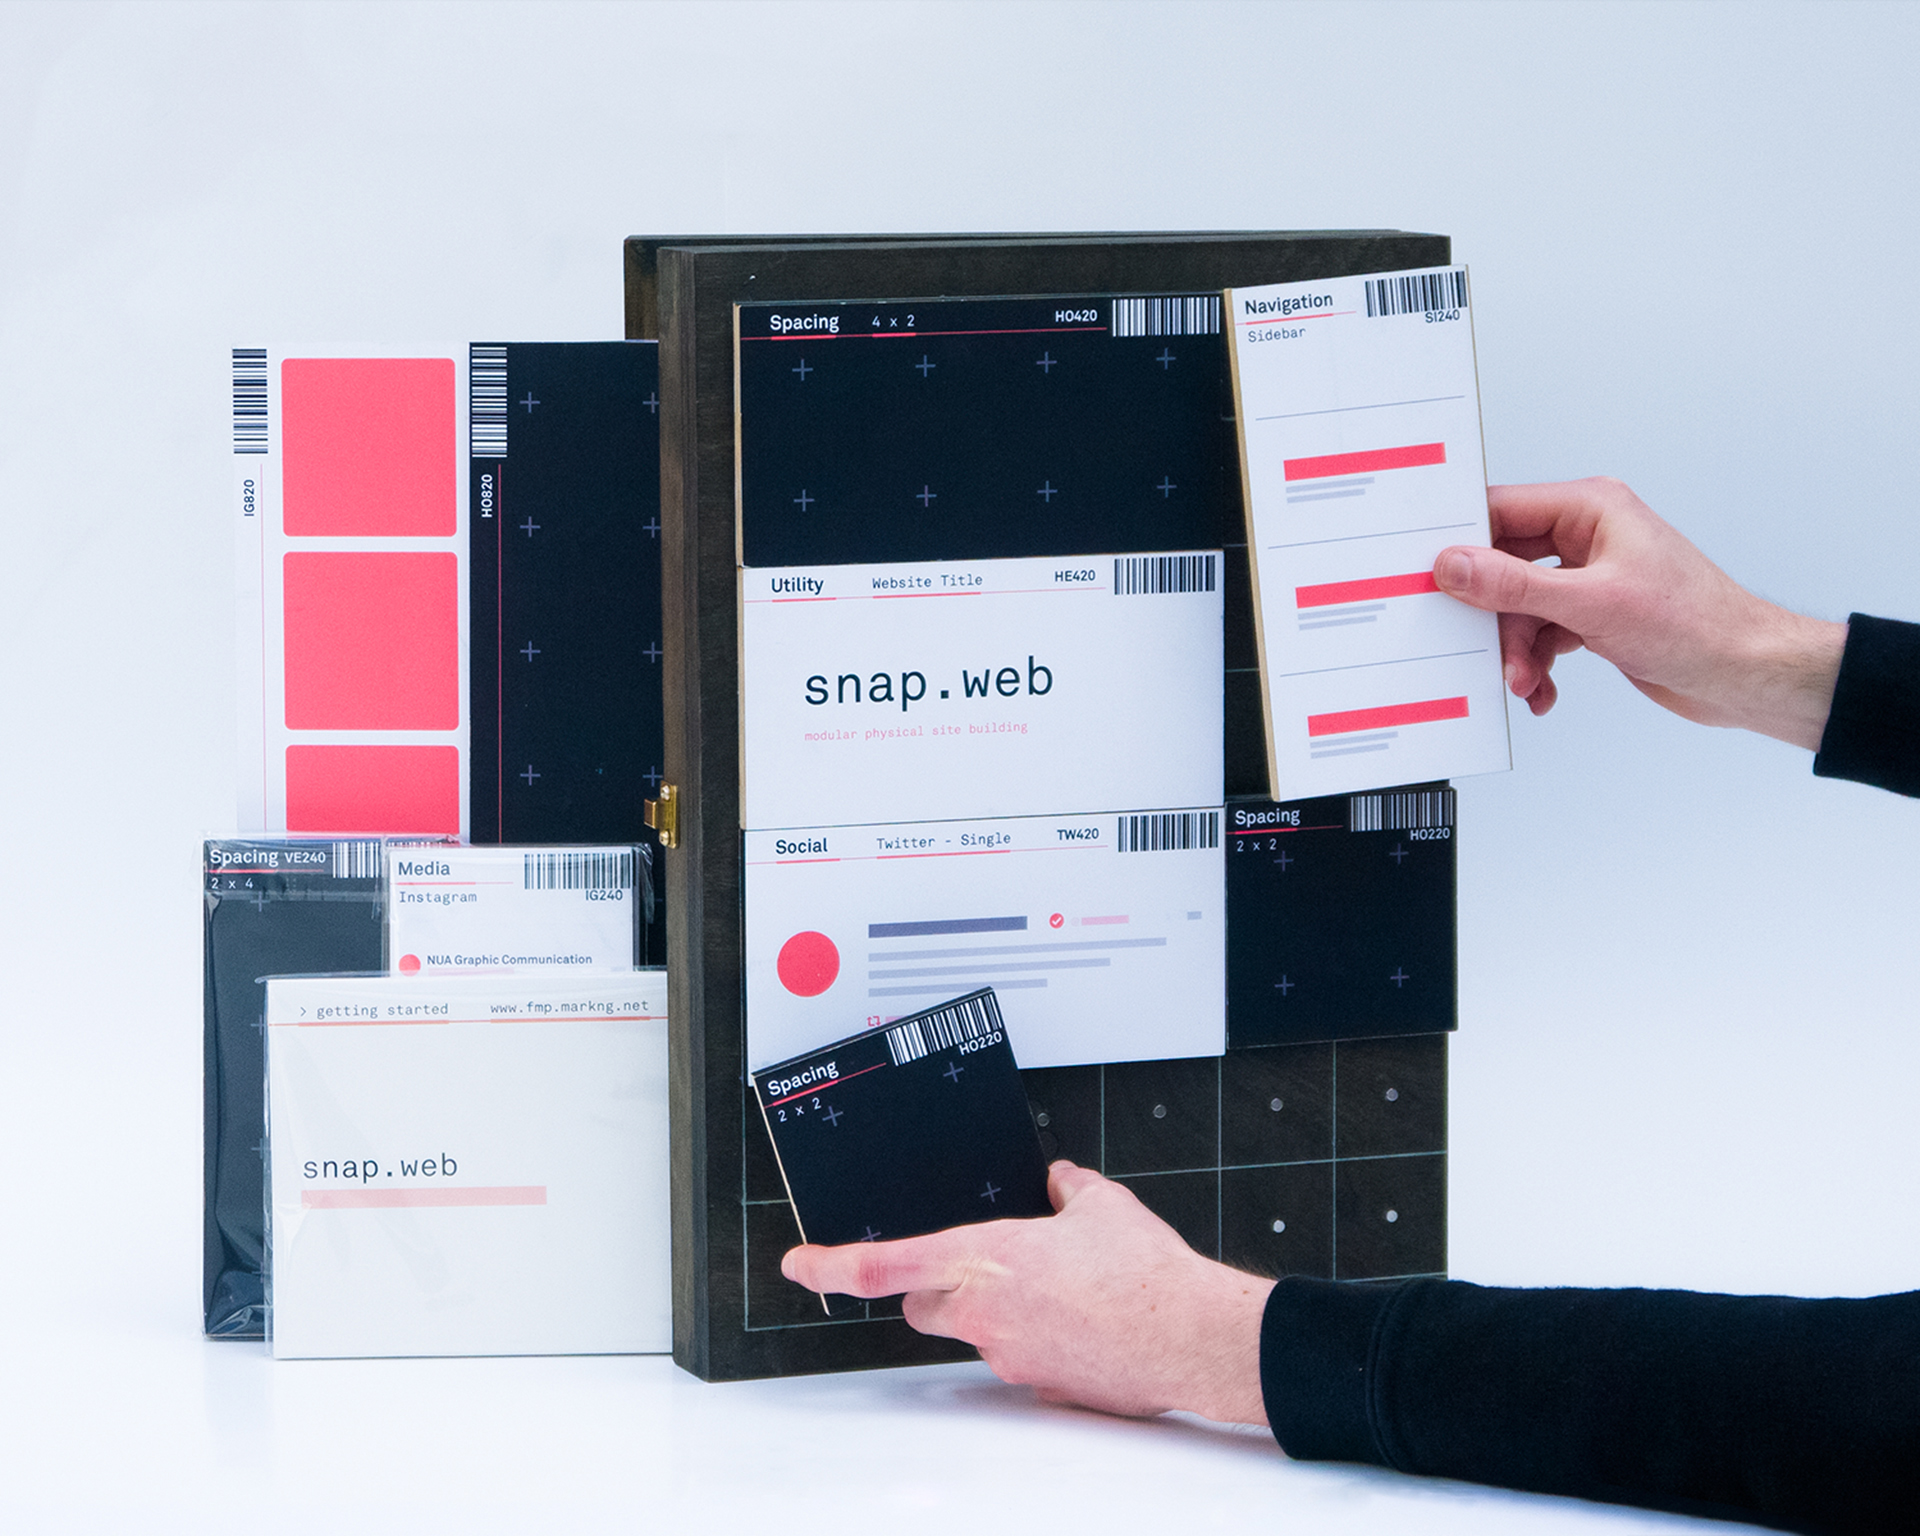 Spacing 4 x 2 HO420
Navigation
SI240
Sidebar
IG820
HO820
Utility Website Title HE420
snap.web
modular physical site building
Social Twitter - Single TW420
Spacing
HO220
2 x 2
Spacing VE240
2 x 4
Media
Instagram IG240
NUA Graphic Communication
> getting started www.fmp.markng.net
snap.web
Spacing
HO220
2 x 2